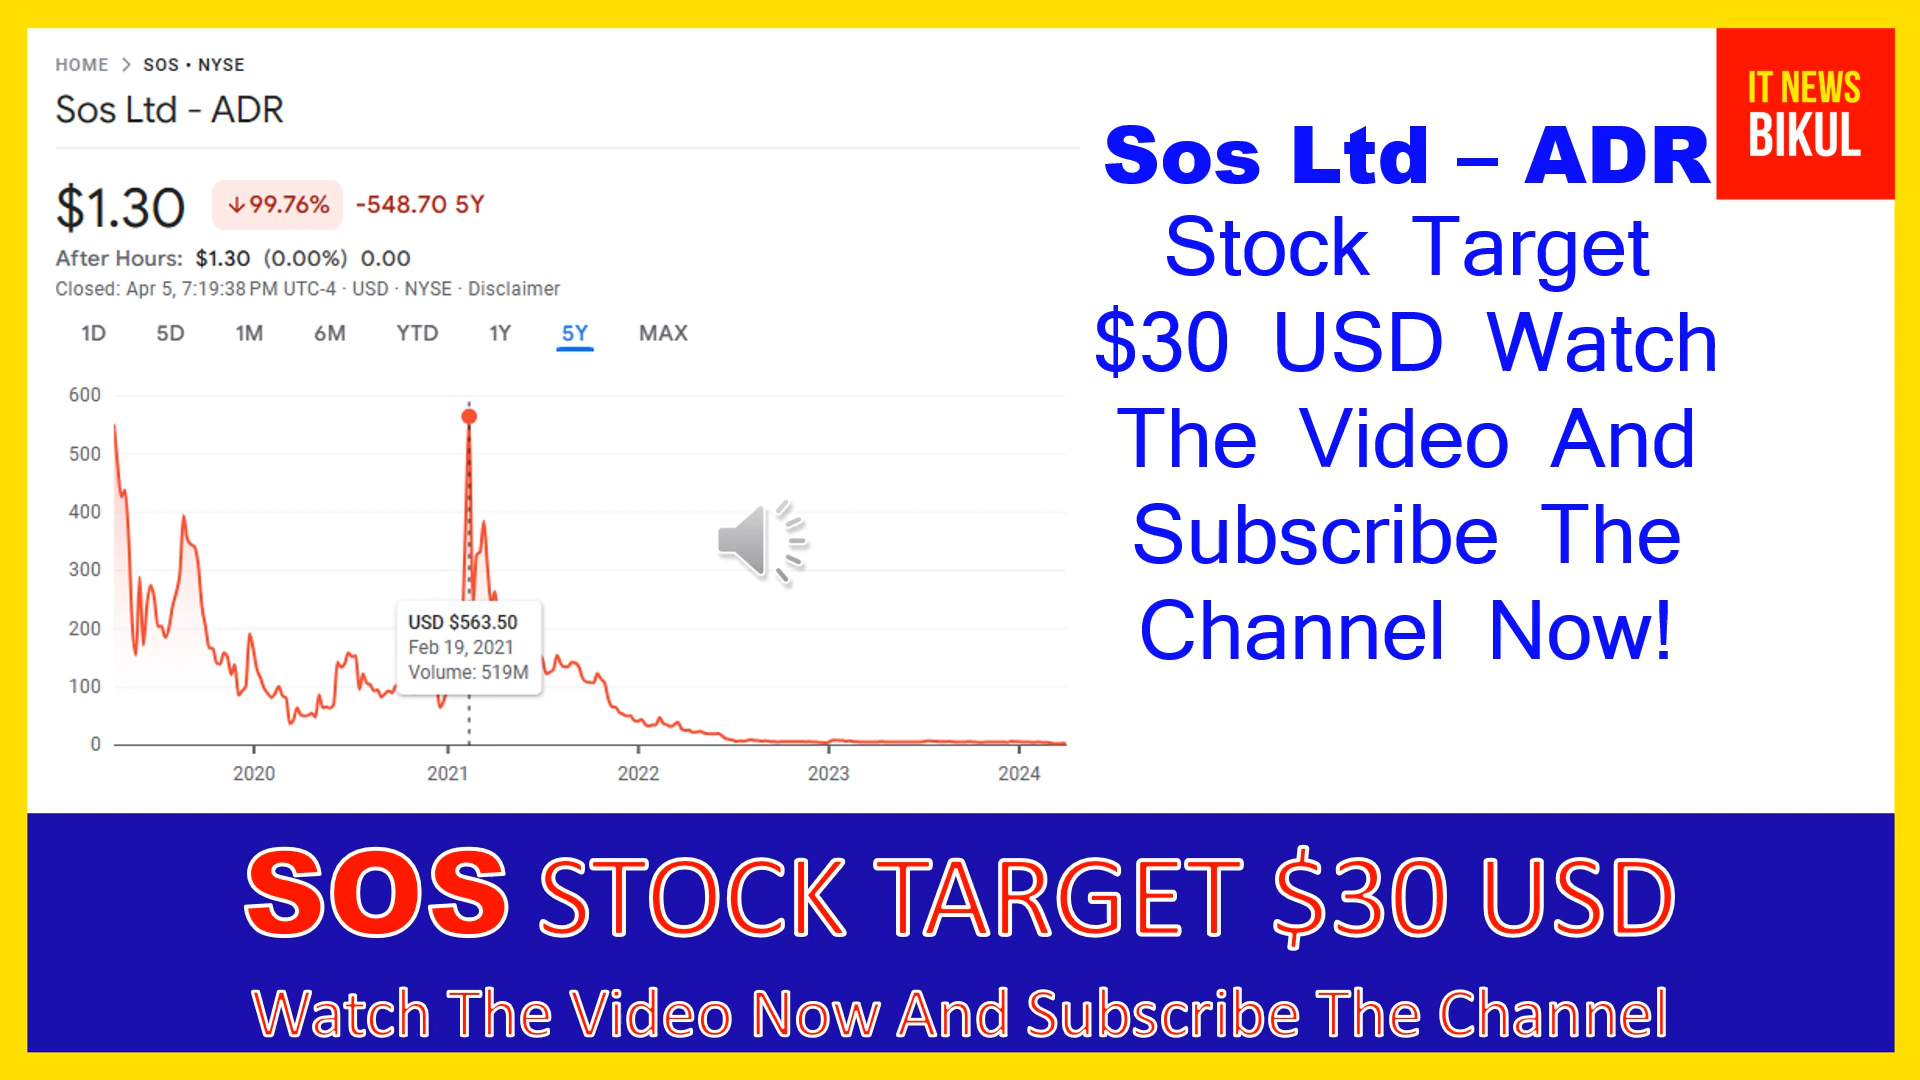 HOME > SOS • NYSE
Sos Ltd - ADR
$1.30 ↓99.76% -548.70 5Y
After Hours: $1.30 (0.00%) 0.00
Closed: Apr 5, 7:19:38 PM UTC-4 · USD · NYSE · Disclaimer
1D 5D 1M 6M YTD 1Y 5Y MAX
600
500
400
300
200
100
0
USD $563.50
Feb 19, 2021
Volume: 519M
2020 2021 2022 2023 2024
IT NEWS
BIKUL
Sos Ltd – ADR
Stock Target
$30 USD Watch
The Video And
Subscribe The
Channel Now!
SOS STOCK TARGET $30 USD
Watch The Video Now And Subscribe The Channel